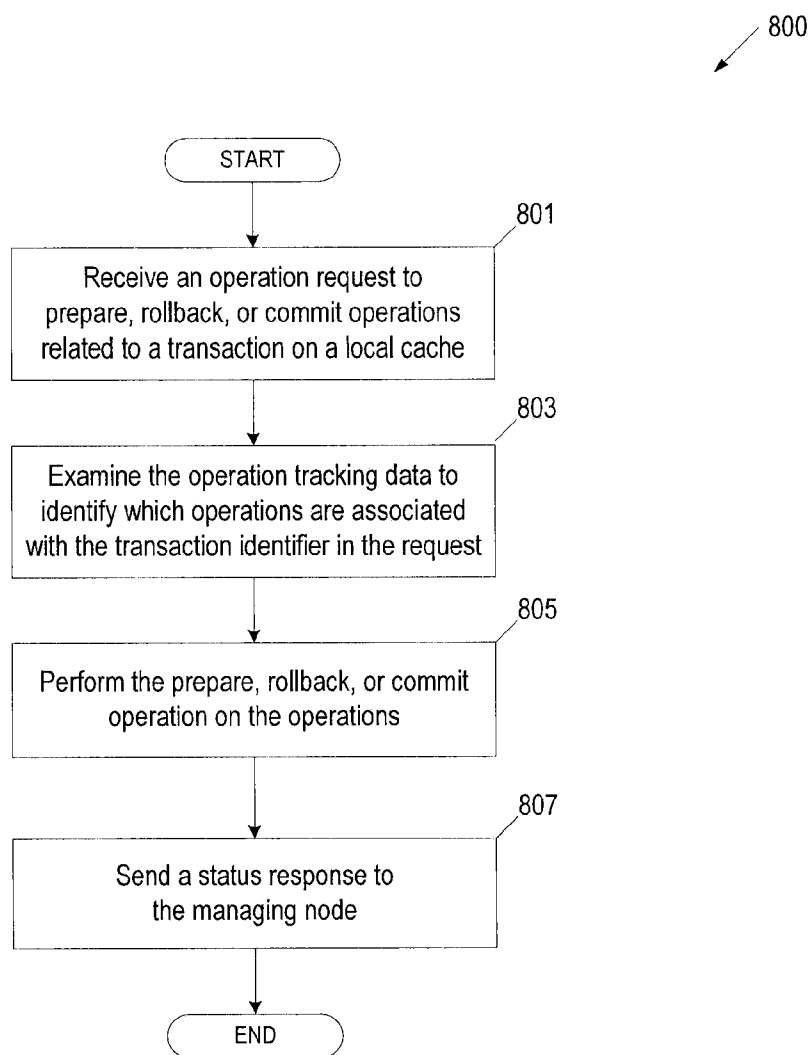 800
START
801
Receive an operation request to
prepare, rollback, or commit operations
related to a transaction on a local cache
803
Examine the operation tracking data to
identify which operations are associated
with the transaction identifier in the request
805
Perform the prepare, rollback, or commit
operation on the operations
807
Send a status response to
the managing node
END